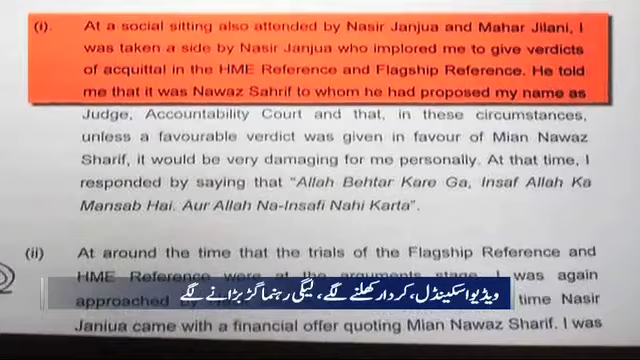 (i). At a social sitting also attended by Nasir Janjua and Mahar Jilani, I
was taken a side by Nasir Janjua who implored me to give verdicts
of acquittal in the HME Reference and Flagship Reference. He told
me that it was Nawaz Sahrif to whom he had proposed my name as
Judge, Accountability Court and that, in these circumstances,
unless a favourable verdict was given in favour of Mian Nawaz
Sharif, it would be very damaging for me personally. At that time, I
responded by saying that "Allah Behtar Kare Ga, Insaf Allah Ka
Mansab Hai. Aur Allah Na-Insafi Nahi Karta".
(ii) At around the time that the trials of the Flagship Reference and
HME Reference were at the arguments stage, I was again
ویڈیو اسکینڈل، کردار کھلنے لگے، لیگی رہنما گڑبڑانے لگے
approached time Nasir
Janjua came with a financial offer quoting Mian Nawaz Sharif. I was